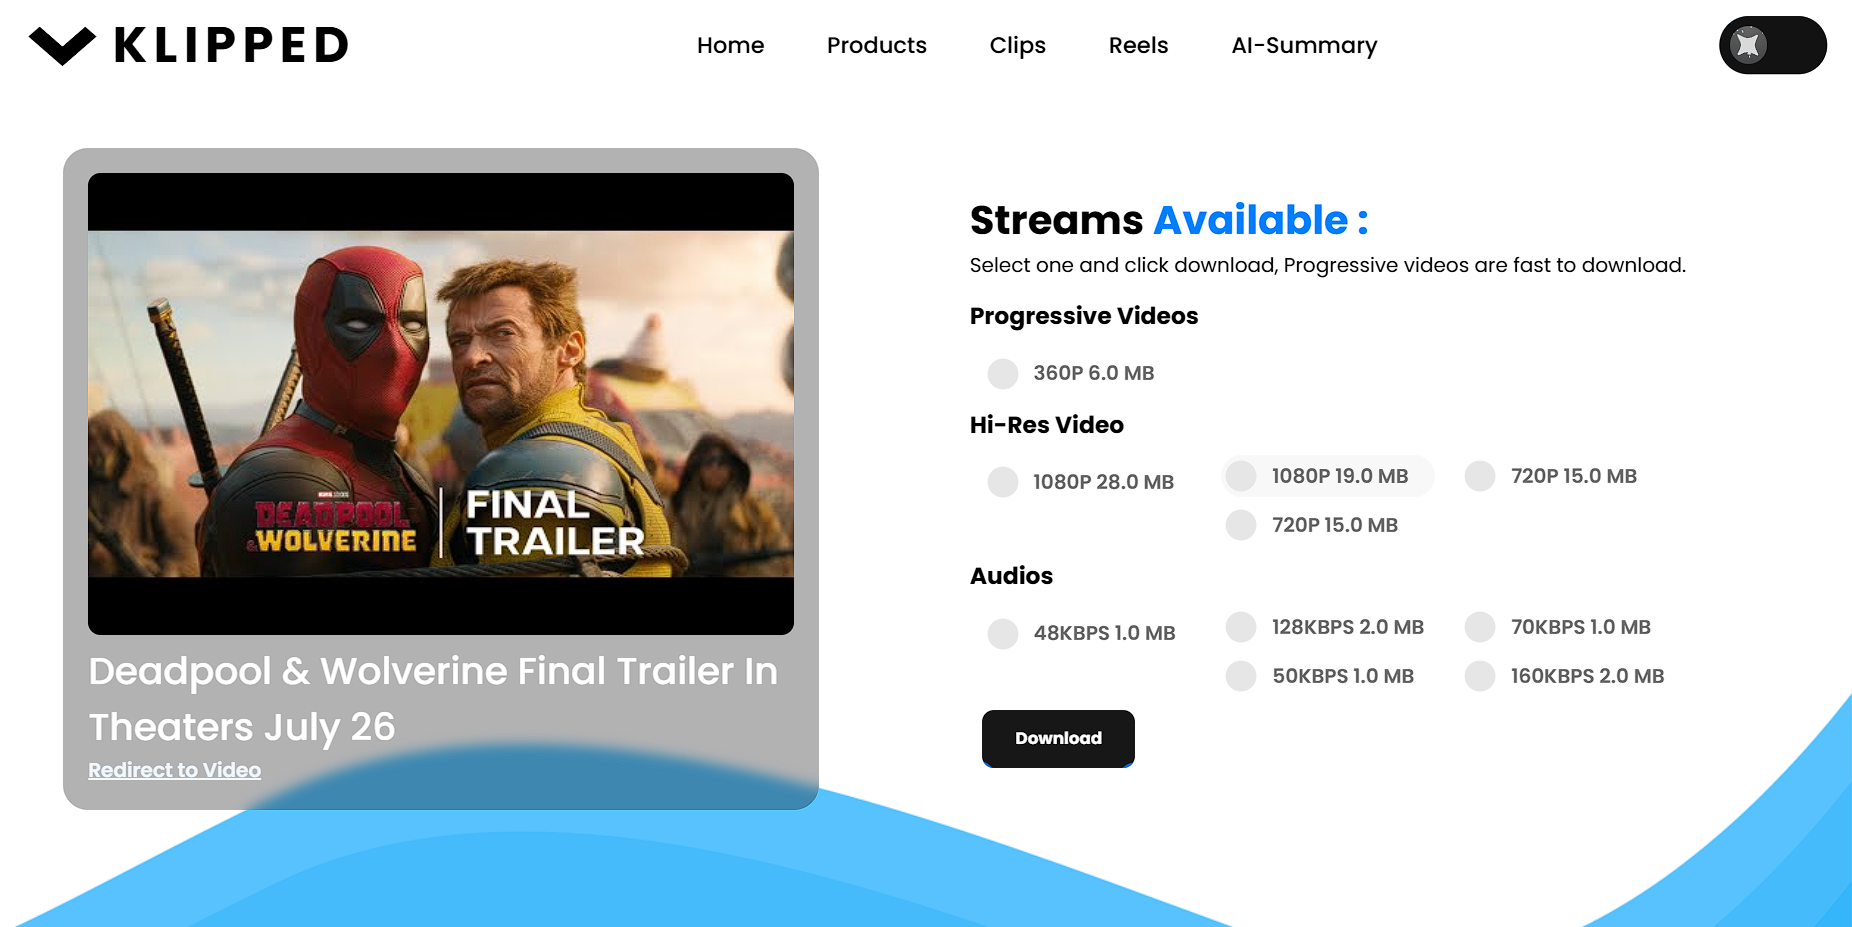 KLIPPED
Home Products Clips Reels AI-Summary
DEADPOOL
& WOLVERINE
FINAL
TRAILER
Deadpool & Wolverine Final Trailer In
Theaters July 26
Redirect to Video
Streams Available :
Select one and click download, Progressive videos are fast to download.
Progressive Videos
360P 6.0 MB
Hi-Res Video
1080P 28.0 MB 1080P 19.0 MB 720P 15.0 MB
720P 15.0 MB
Audios
48KBPS 1.0 MB 128KBPS 2.0 MB 70KBPS 1.0 MB
50KBPS 1.0 MB 160KBPS 2.0 MB
Download